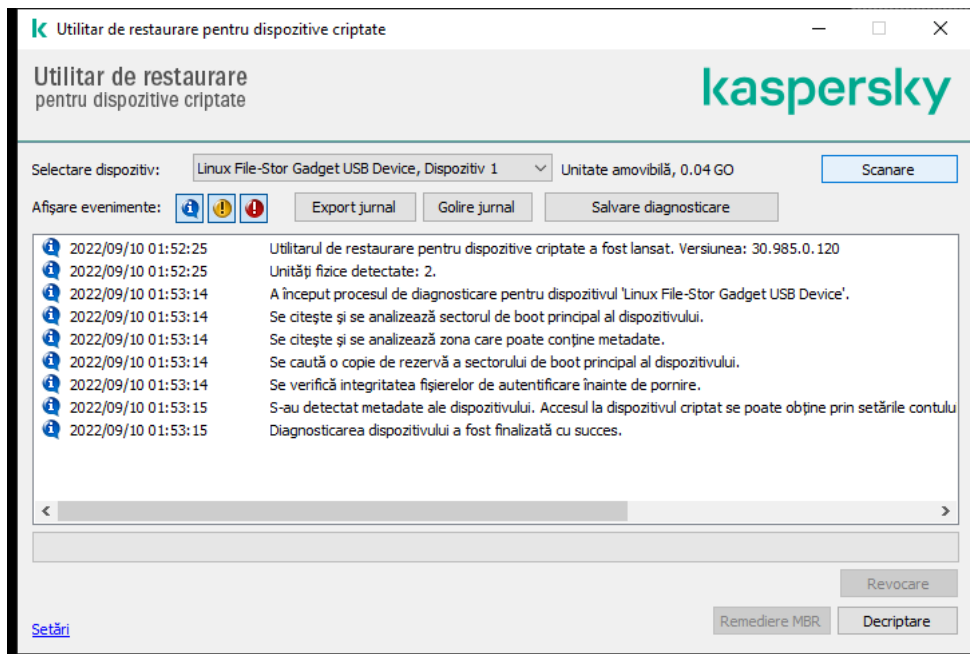 Utilitar de restaurare pentru dispozitive criptate
Utilitar de restaurare
pentru dispozitive criptate
kaspersky
Selectare dispozitiv: Linux File-Stor Gadget USB Device, Dispozitiv 1 Unitate amovibilă, 0.04 GO Scanare
Afișare evenimente: Export jurnal Golire jurnal Salvare diagnosticare
2022/09/10 01:52:25 Utilitarul de restaurare pentru dispozitive criptate a fost lansat. Versiunea: 30.985.0.120
2022/09/10 01:52:25 Unități fizice detectate: 2.
2022/09/10 01:53:14 A început procesul de diagnosticare pentru dispozitivul 'Linux File-Stor Gadget USB Device'.
2022/09/10 01:53:14 Se citește și se analizează sectorul de boot principal al dispozitivului.
2022/09/10 01:53:14 Se citește și se analizează zona care poate conține metadate.
2022/09/10 01:53:14 Se caută o copie de rezervă a sectorului de boot principal al dispozitivului.
2022/09/10 01:53:14 Se verifică integritatea fișierelor de autentificare înainte de pornire.
2022/09/10 01:53:15 S-au detectat metadate ale dispozitivului. Accesul la dispozitivul criptat se poate obține prin setările contulu
2022/09/10 01:53:15 Diagnosticarea dispozitivului a fost finalizată cu succes.
Revocare
Setări Remediere MBR Decriptare